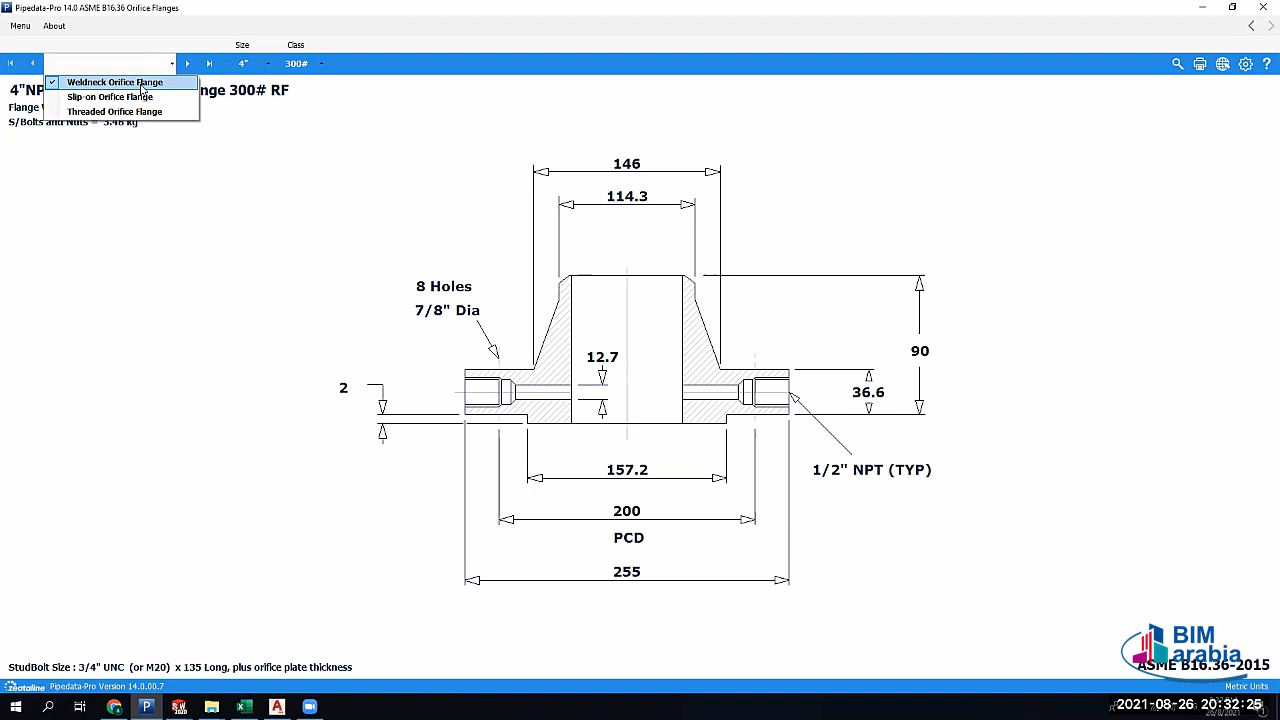 Pipedata-Pro 14.0 ASME B16.36 Orifice Flanges
Menu About
Size Class
4" 300#
Weldneck Orifice Flange
Slip-on Orifice Flange
Threaded Orifice Flange
4"NP nge 300# RF
Flange
S/Bolts and Nuts = 3.48 kg
146
114.3
8 Holes
7/8" Dia
12.7
90
2
36.6
157.2
1/2" NPT (TYP)
200
PCD
255
StudBolt Size : 3/4" UNC (or M20) x 135 Long, plus orifice plate thickness
BIM
arabia
ASME B16.36-2015
zeataline Pipedata-Pro Version 14.0.00.7
Metric Units
2021-08-26 20:32:25